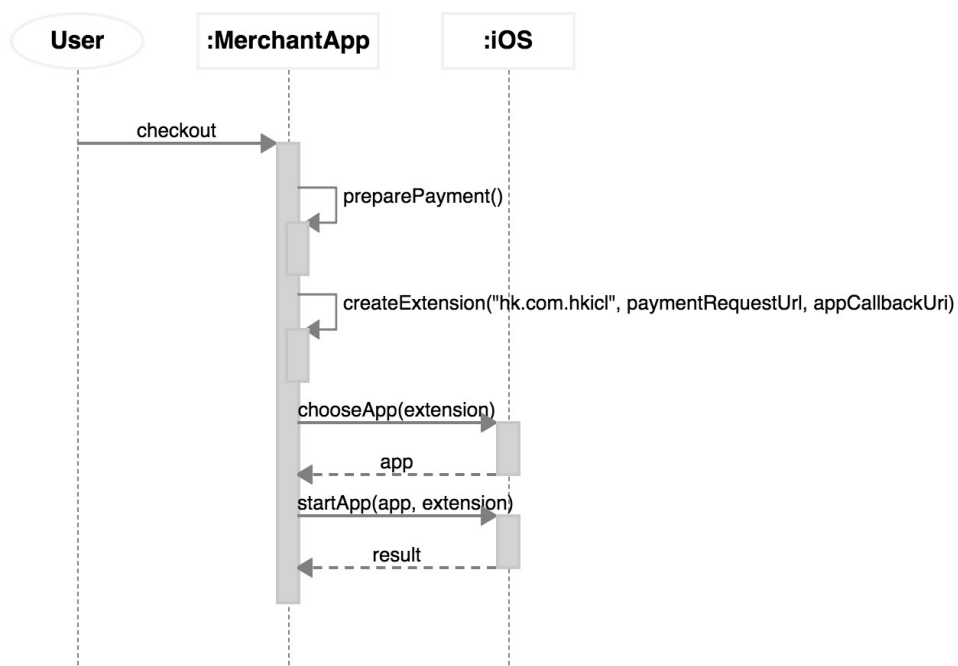 User
:MerchantApp
:iOS
checkout
preparePayment()
createExtension("hk.com.hkicl", paymentRequestUrl, appCallbackUri)
chooseApp(extension)
app
startApp(app, extension)
result